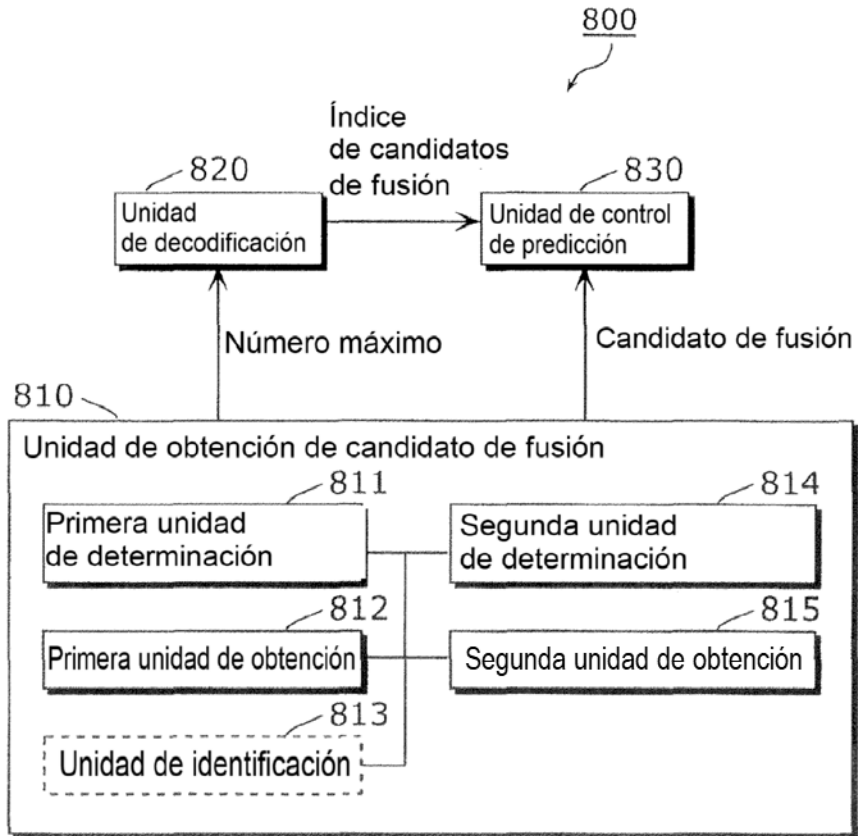 800
Índice
de candidatos
de fusión
820
830
Unidad
de decodificación
Unidad de control
de predicción
Número máximo
Candidato de fusión
810
Unidad de obtención de candidato de fusión
811
814
Primera unidad
de determinación
Segunda unidad
de determinación
812
815
Primera unidad de obtención
Segunda unidad de obtención
813
Unidad de identificación